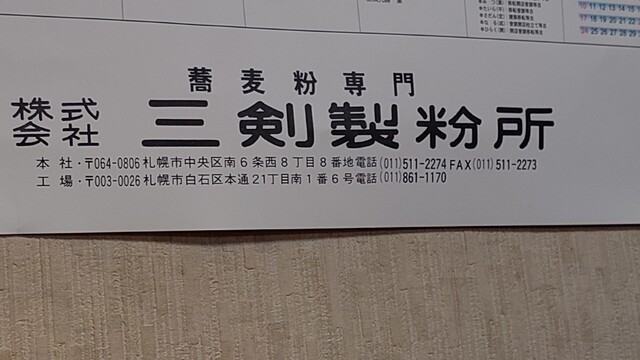 蕎麦粉専門
株式会社 三剣製粉所
本社・〒064-0806 札幌市中央区南6条西8丁目8番地電話(011)511-2274 FAX(011)511-2273
工場・〒003-0026 札幌市白石区本通21丁目南1番6号電話(011)861-1170